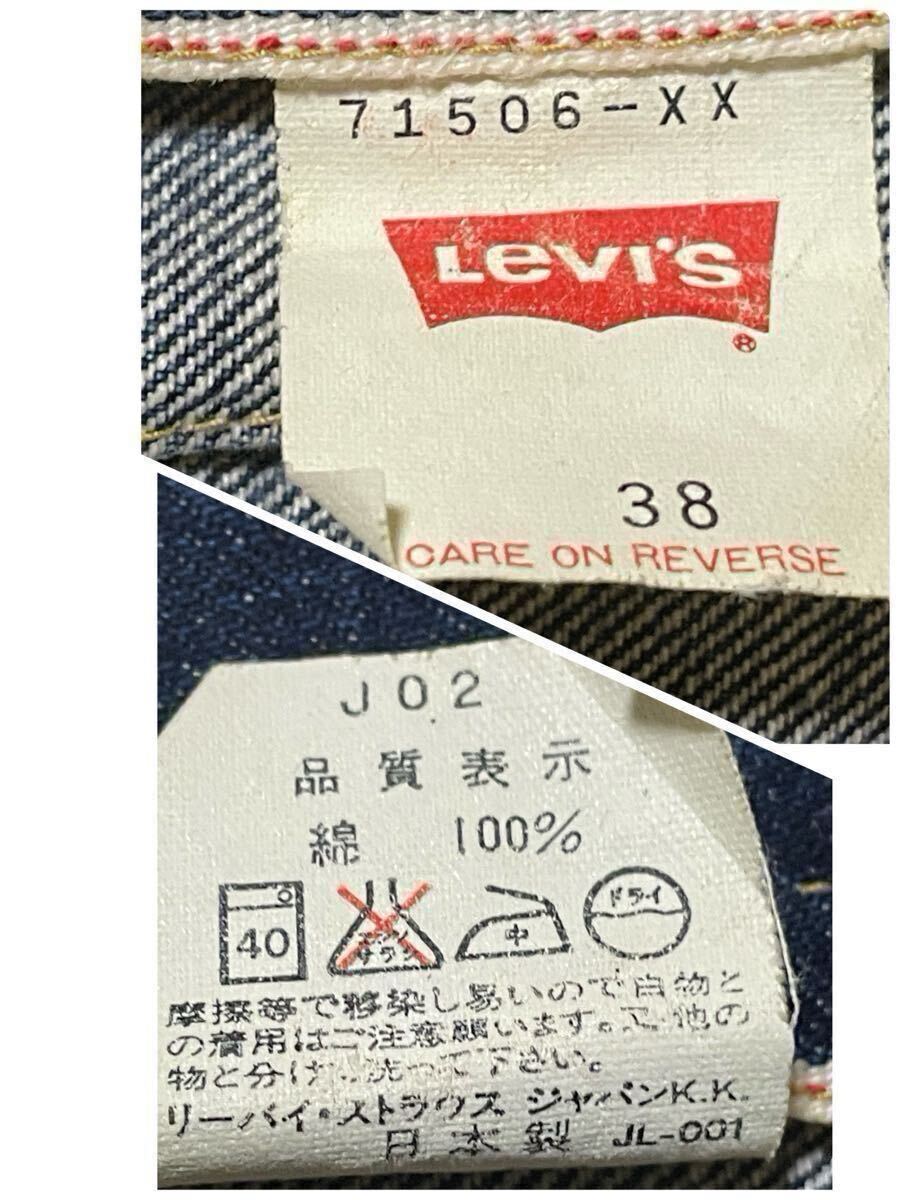 71506-XX
LEVI'S
®
38
CARE ON REVERSE
J02
品質表示
綿 100%
40
中
ドライ
摩擦等で移染し易いので白物と
の着用はご注意願います。又他の
物と分け 洗って下さい。
リーバイ・ストラウス ジャパンK.K.
日本製 JL-001